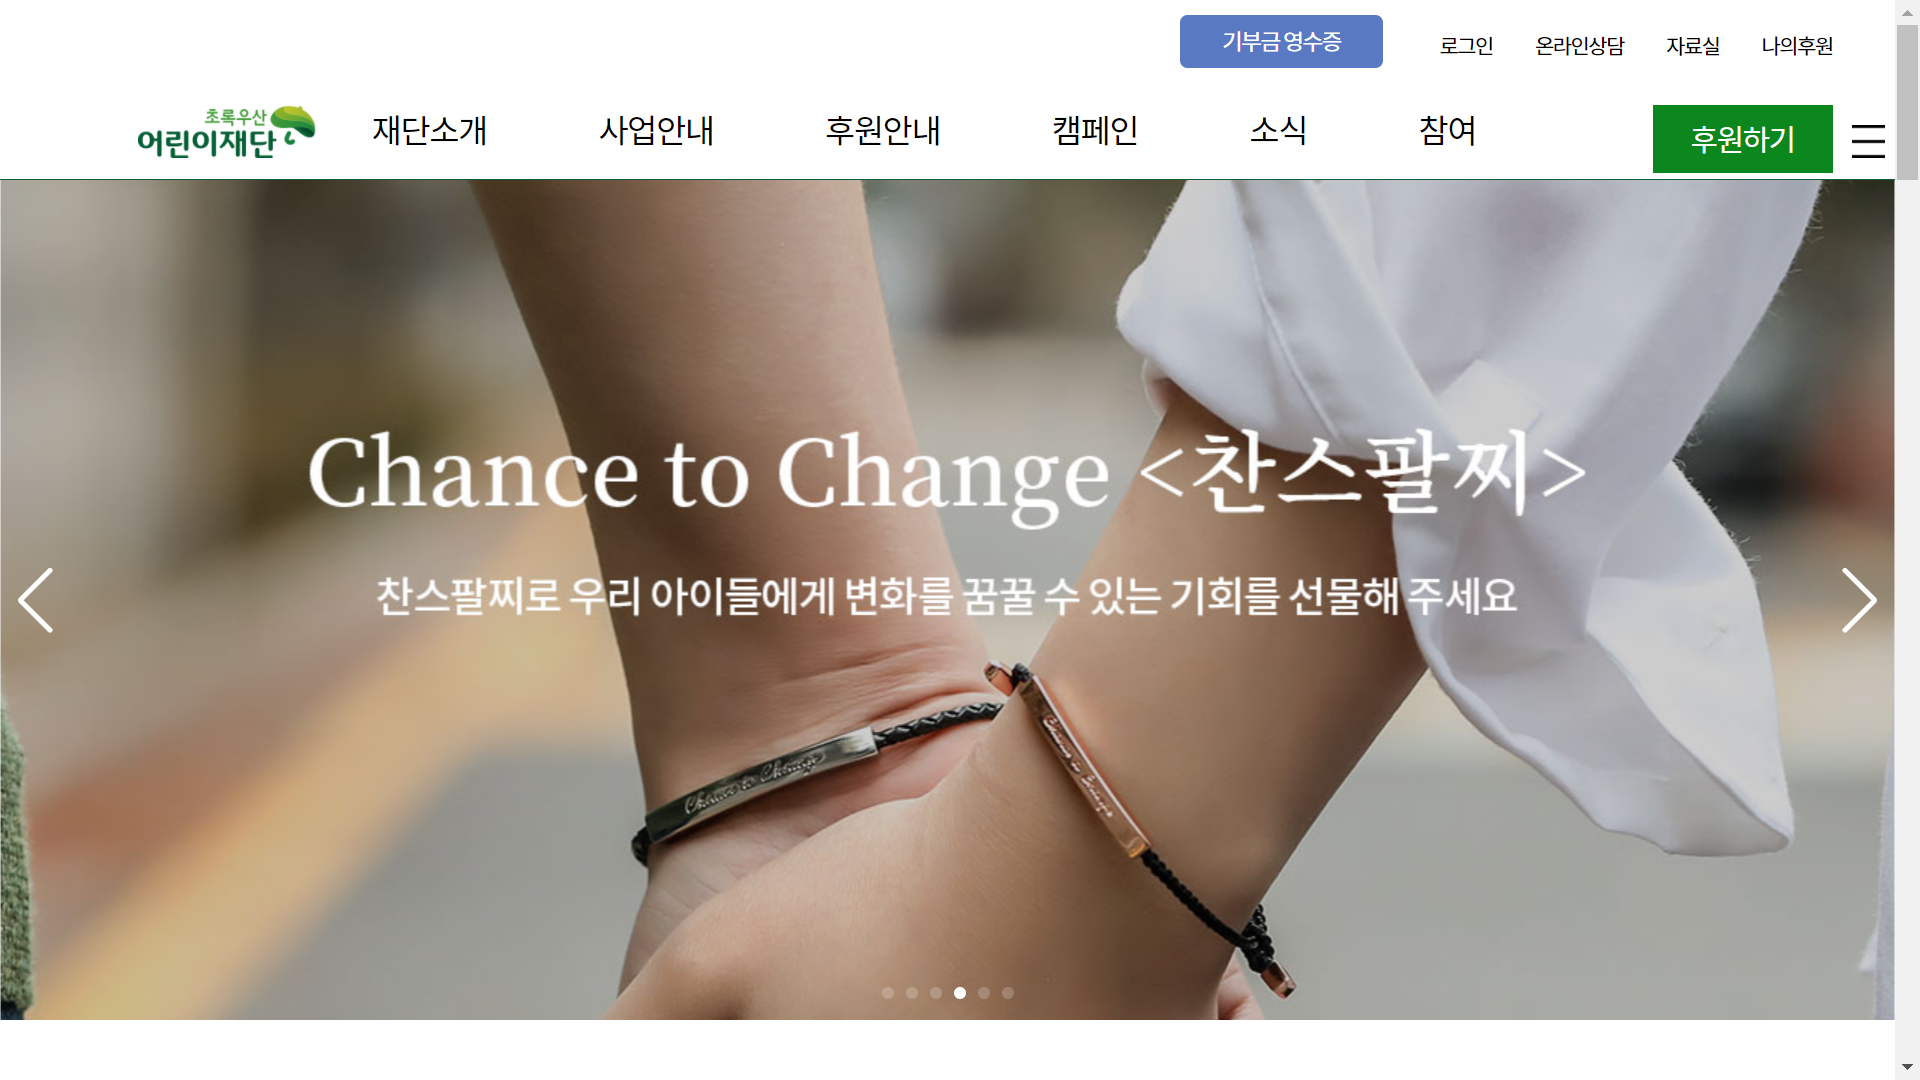 기부금 영수증
로그인 온라인상담 자료실 나의후원
초록우산
어린이재단
재단소개 사업안내 후원안내 캠페인 소식 참여
후원하기
Chance to Change <찬스팔찌>
찬스팔찌로 우리 아이들에게 변화를 꿈꿀 수 있는 기회를 선물해 주세요
Chance to Change
Chance to Change